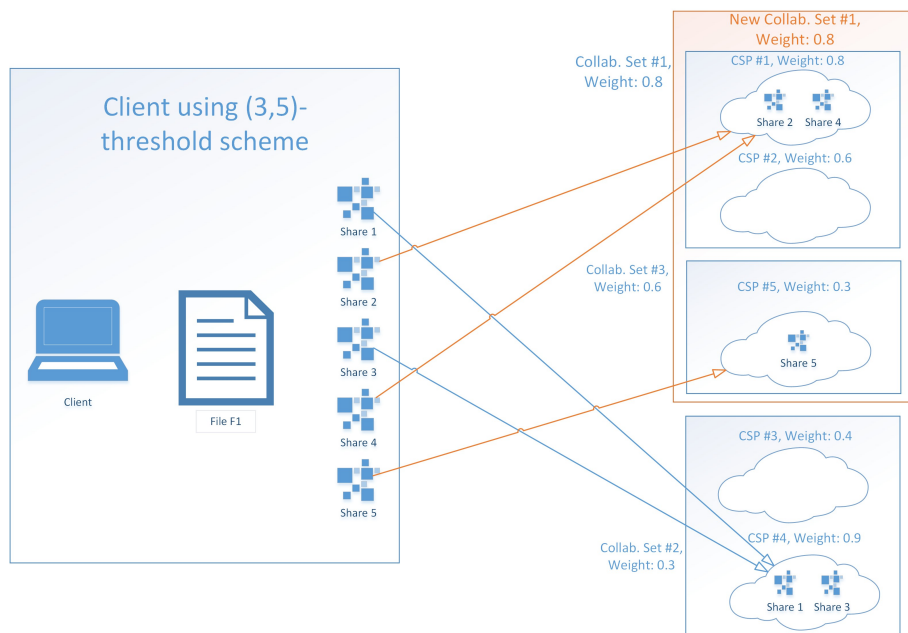 New Collab. Set #1,
Weight: 0.8
Collab. Set #1,
Weight: 0.8
CSP #1, Weight: 0.8
Share 2
Share 4
CSP #2, Weight: 0.6
Client using (3,5)-
threshold scheme
Share 1
Share 2
Share 3
Share 4
Share 5
Client
File F1
Collab. Set #3,
Weight: 0.6
CSP #5, Weight: 0.3
Share 5
CSP #3, Weight: 0.4
Collab. Set #2,
Weight: 0.3
CSP #4, Weight: 0.9
Share 1
Share 3